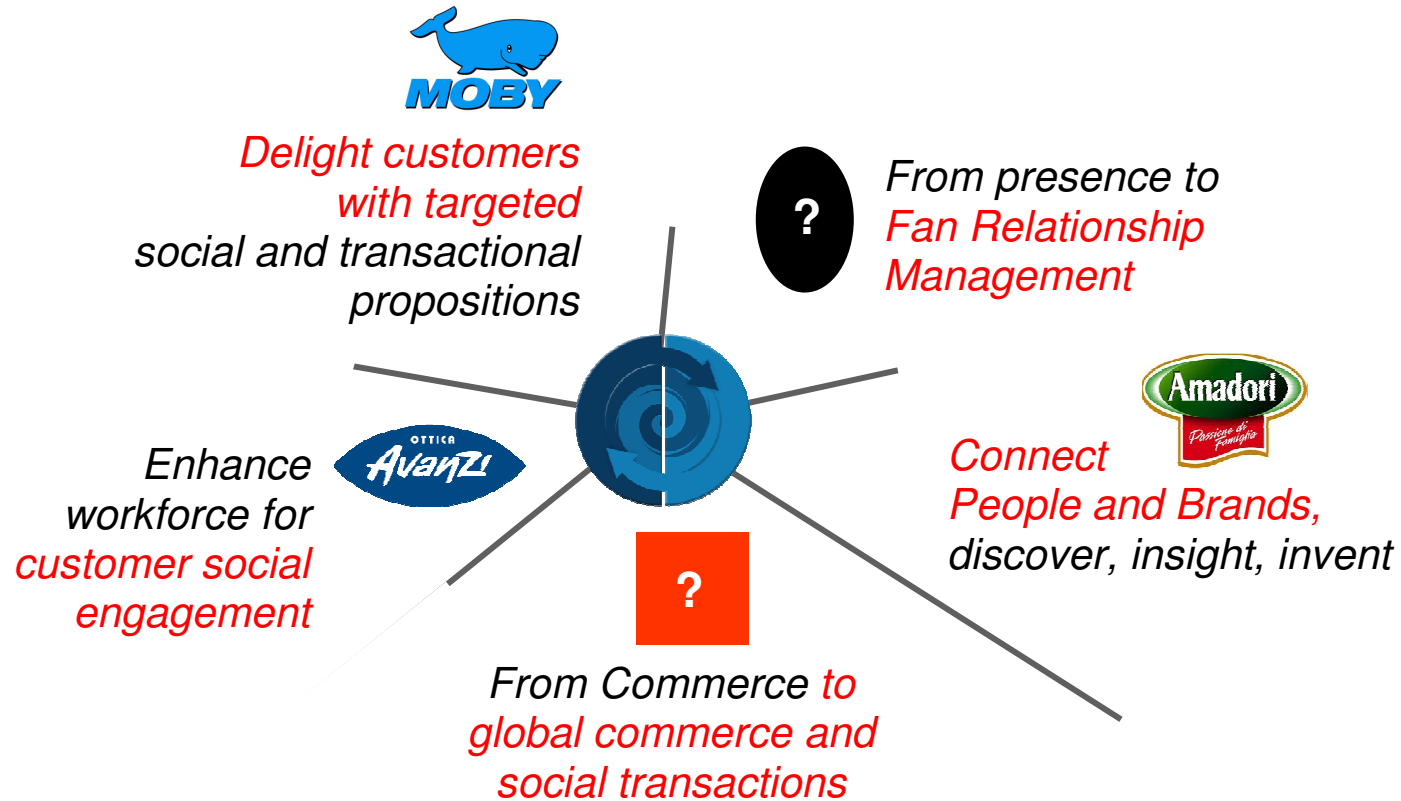 MOBY
Delight customers
with targeted
social and transactional
propositions
?
From presence to
Fan Relationship
Management
Amadori
Passione di
Famiglia
Connect
People and Brands,
discover, insight, invent
OTTICA
Avanzi
Enhance
workforce for
customer social
engagement
?
From Commerce to
global commerce and
social transactions